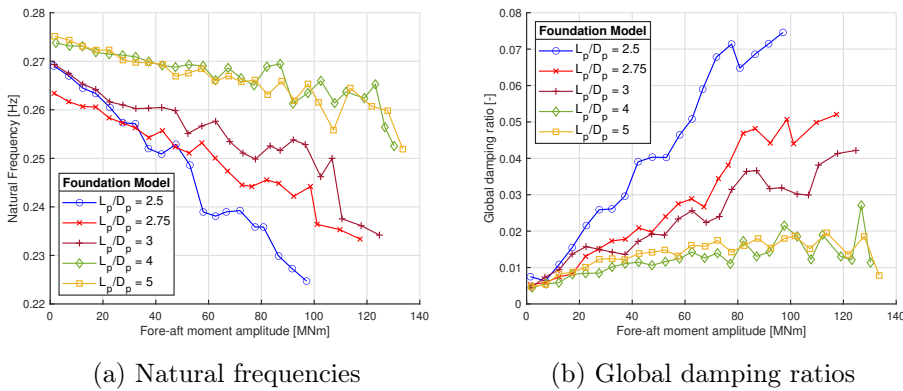 0.28
0.27
0.26
0.25
0.24
0.23
0.22
Natural Frequency [Hz]
Foundation Model
L_p/D_p = 2.5
L_p/D_p = 2.75
L_p/D_p = 3
L_p/D_p = 4
L_p/D_p = 5
0 20 40 60 80 100 120 140
Fore-aft moment amplitude [MNm]
(a) Natural frequencies
0.08
0.07
0.06
0.05
0.04
0.03
0.02
0.01
0
Global damping ratio [-]
Foundation Model
L_p/D_p = 2.5
L_p/D_p = 2.75
L_p/D_p = 3
L_p/D_p = 4
L_p/D_p = 5
0 20 40 60 80 100 120 140
Fore-aft moment amplitude [MNm]
(b) Global damping ratios